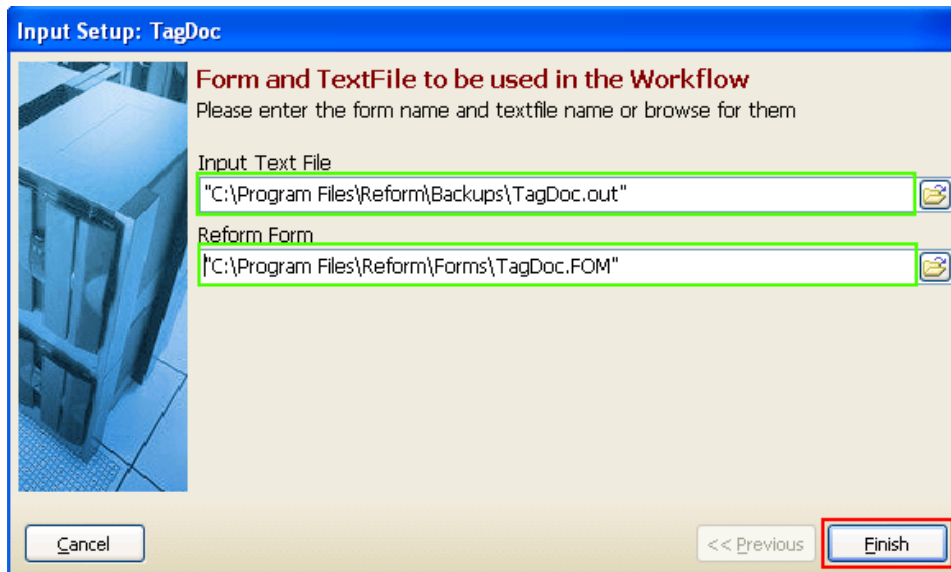 Input Setup: TagDoc
Form and TextFile to be used in the Workflow
Please enter the form name and textfile name or browse for them
Input Text File
"C:\Program Files\Reform\Backups\TagDoc.out"
Reform Form
"C:\Program Files\Reform\Forms\TagDoc.FOM"
Cancel
<< Previous
Finish